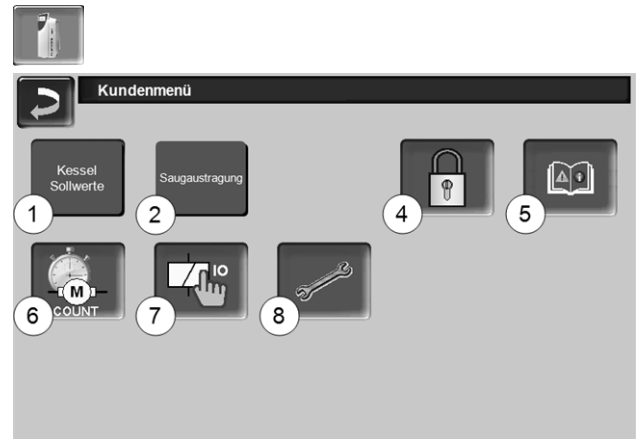 Kundenmenü
Kessel
Sollwerte
Saugaustragung
1
2
4
5
M
COUNT
IO
6
7
8